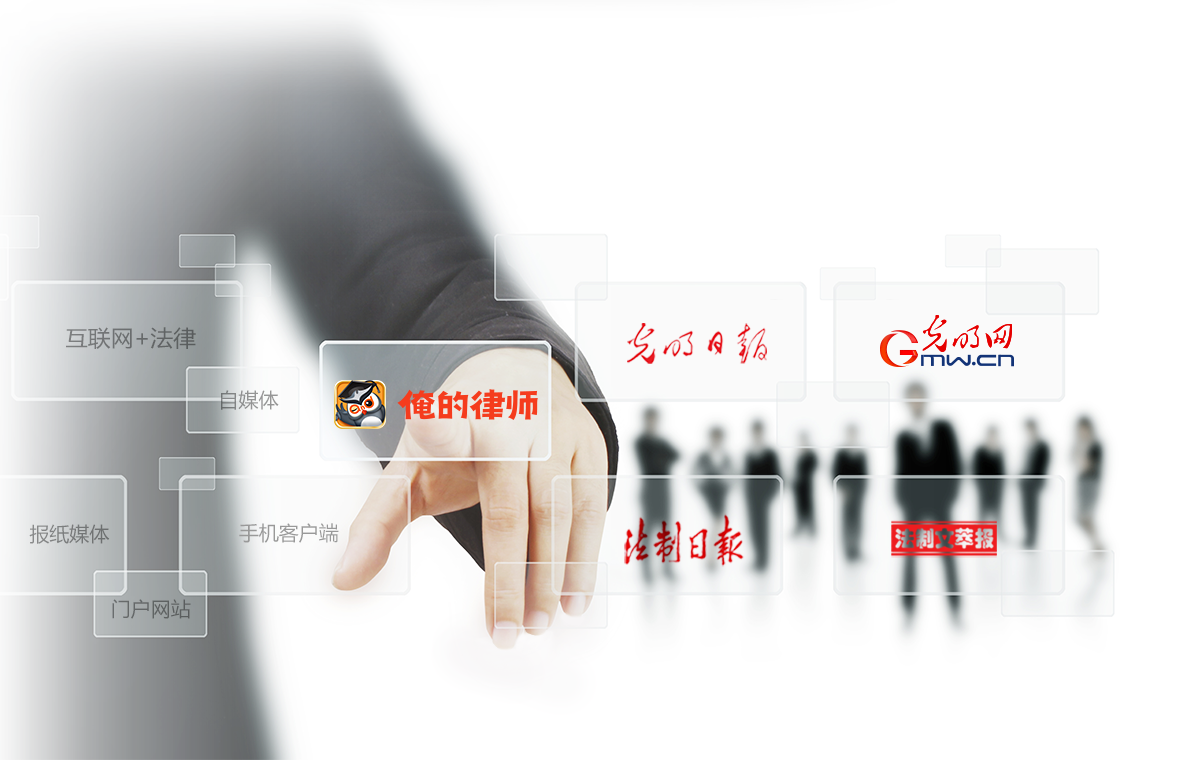 互联网+法律
自媒体
俺的律师
光明日报
光明网
Gmw.cn
报纸媒体
手机客户端
门户网站
法制日報
法制文萃报